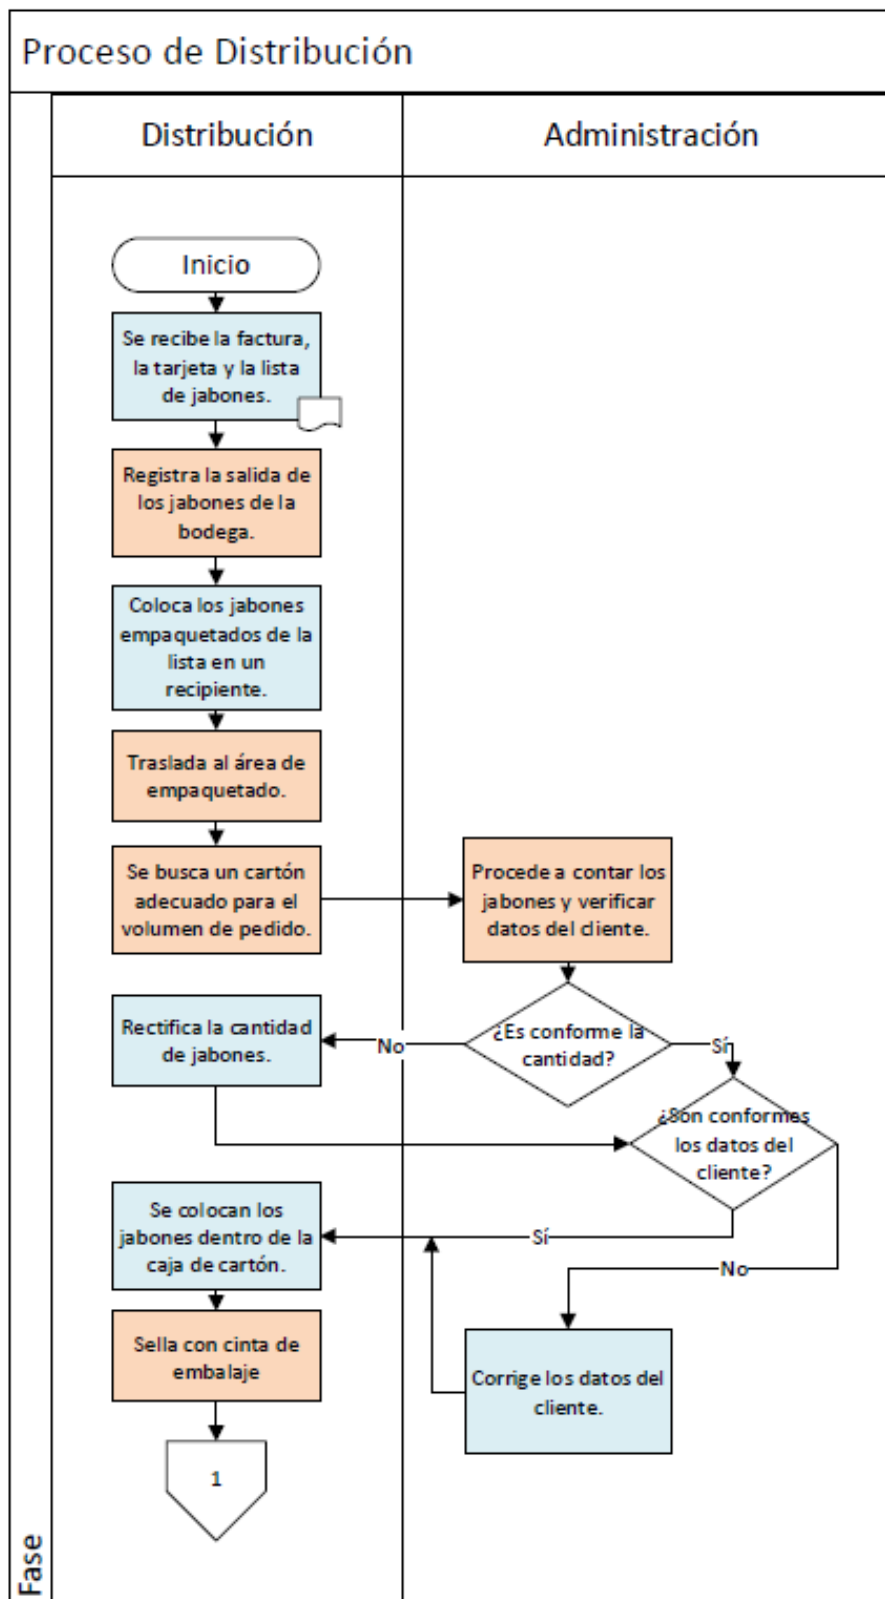 Proceso de Distribución
Distribución
Administración
Inicio
Se recibe la factura,
la tarjeta y la lista
de jabones.
Registra la salida de
los jabones de la
bodega.
Coloca los jabones
empaquetados de la
lista en un
recipiente.
Traslada al área de
empaquetado.
Se busca un cartón
adecuado para el
volumen de pedido.
Procede a contar los
jabones y verificar
datos del cliente.
¿Es conforme la
cantidad?
No
Sí
Rectifica la cantidad
de jabones.
¿Son conformes
los datos del
cliente?
Sí
No
Se colocan los
jabones dentro de la
caja de cartón.
Corrige los datos del
cliente.
Sella con cinta de
embalaje
1
Fase